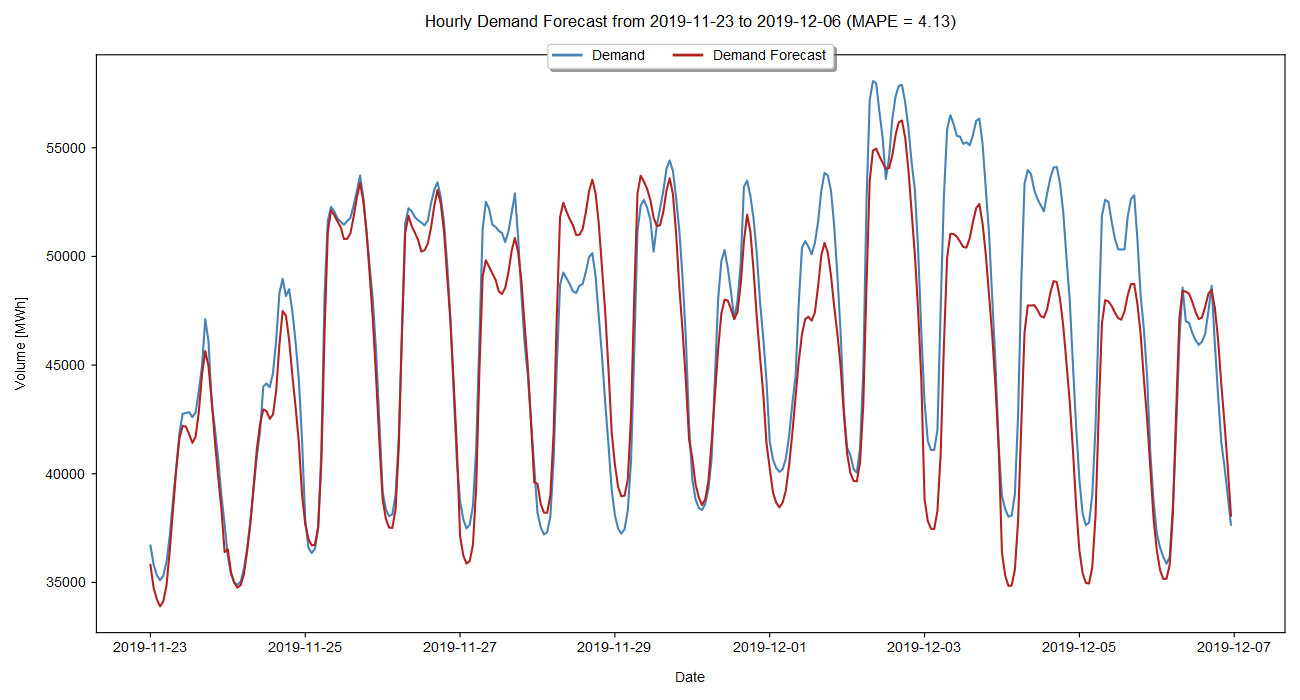 Hourly Demand Forecast from 2019-11-23 to 2019-12-06 (MAPE = 4.13)
Demand Demand Forecast
55000
50000
45000
40000
35000
Volume [MWh]
2019-11-23 2019-11-25 2019-11-27 2019-11-29 2019-12-01 2019-12-03 2019-12-05 2019-12-07
Date